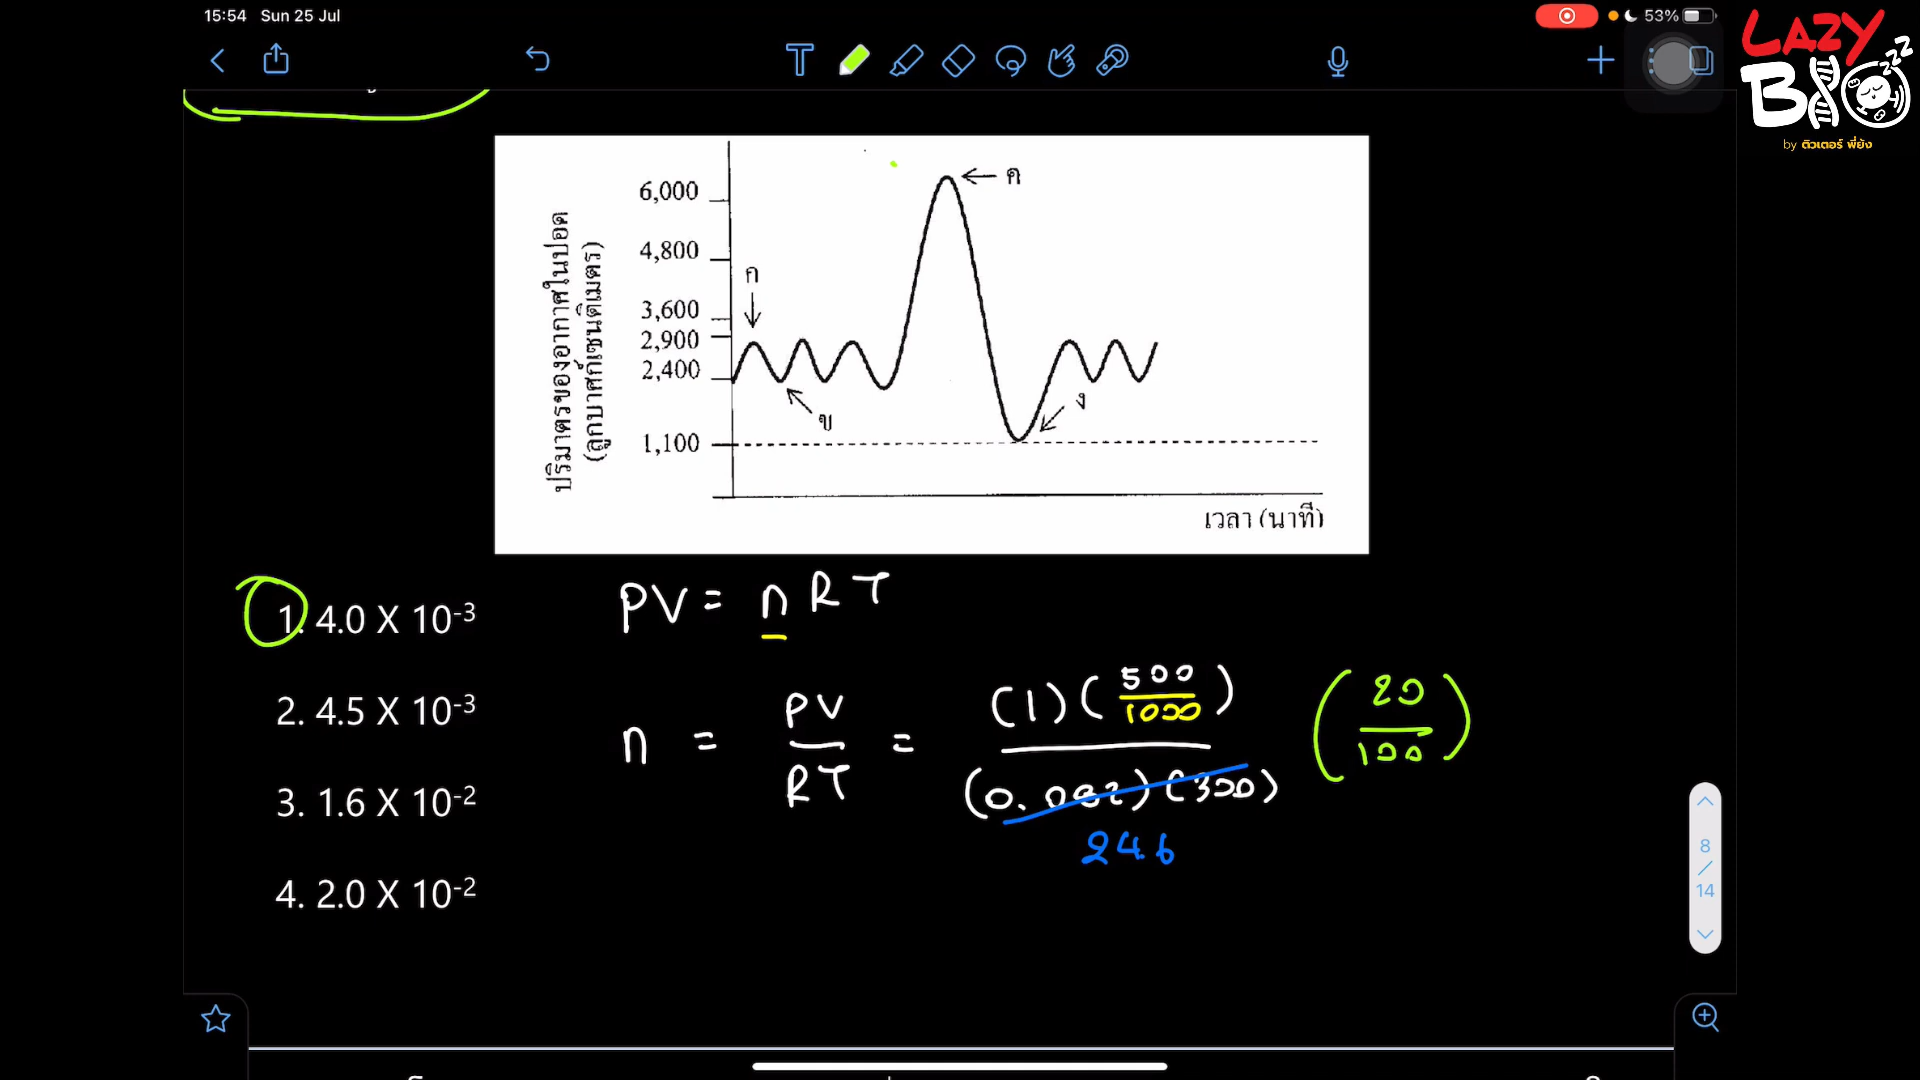 15:54 Sun 25 Jul
53%
LAZY
BIO
zzz
by ติวเตอร์ พี่ยัง
ปริมาตรของอากาศในปอด
(ลูกบาศก์เซนติเมตร)
6,000
4,800
3,600
2,900
2,400
1,100
ก
ข
ค
ง
เวลา (นาที)
1. 4.0 X 10-3
2. 4.5 X 10-3
3. 1.6 X 10-2
4. 2.0 X 10-2
PV = n R T
n = PV / RT = (1)(500/1000) / (0.082)(300) (20/100)
24.6
8
/
14